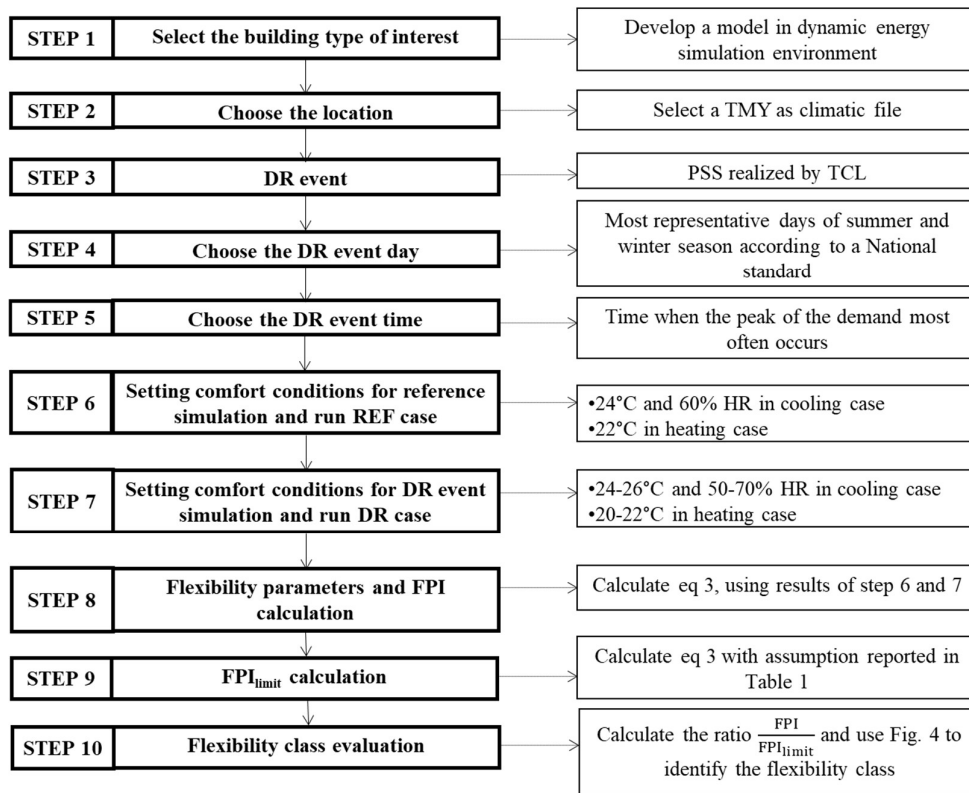 STEP 1
Select the building type of interest
Develop a model in dynamic energy
simulation environment
STEP 2
Choose the location
Select a TMY as climatic file
STEP 3
DR event
PSS realized by TCL
STEP 4
Choose the DR event day
Most representative days of summer and
winter season according to a National
standard
STEP 5
Choose the DR event time
Time when the peak of the demand most
often occurs
STEP 6
Setting comfort conditions for reference
simulation and run REF case
•24°C and 60% HR in cooling case
•22°C in heating case
STEP 7
Setting comfort conditions for DR event
simulation and run DR case
•24-26°C and 50-70% HR in cooling case
•20-22°C in heating case
STEP 8
Flexibility parameters and FPI
calculation
Calculate eq 3, using results of step 6 and 7
STEP 9
FPI_limit calculation
Calculate eq 3 with assumption reported in
Table 1
STEP 10
Flexibility class evaluation
Calculate the ratio FPI/FPI_limit and use Fig. 4 to
identify the flexibility class